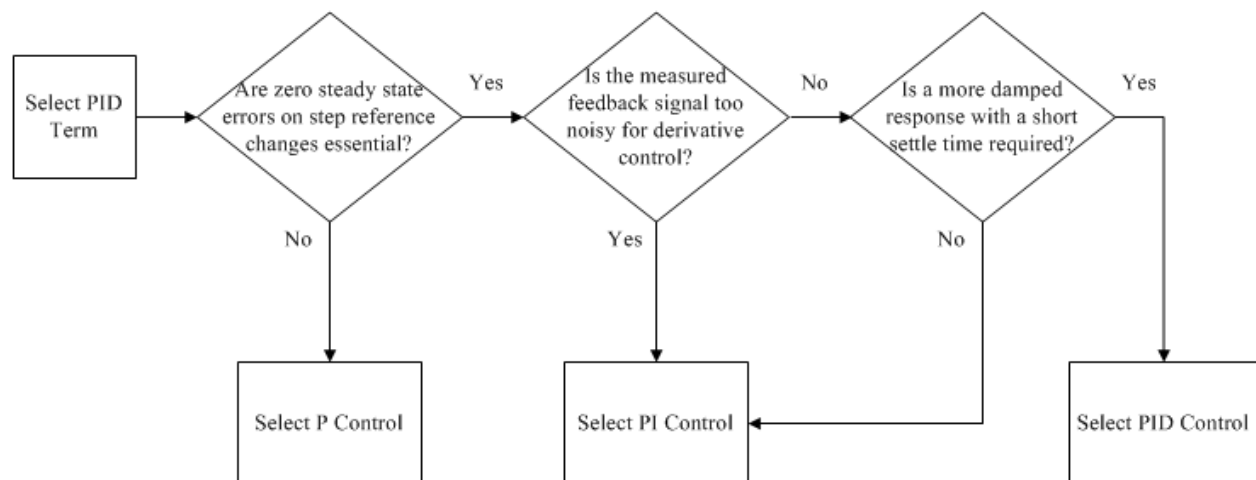 Select PID
Term
Are zero steady state
errors on step reference
changes essential?
Yes
No
Is the measured
feedback signal too
noisy for derivative
control?
No
Yes
Is a more damped
response with a short
settle time required?
Yes
No
Select P Control
Select PI Control
Select PID Control